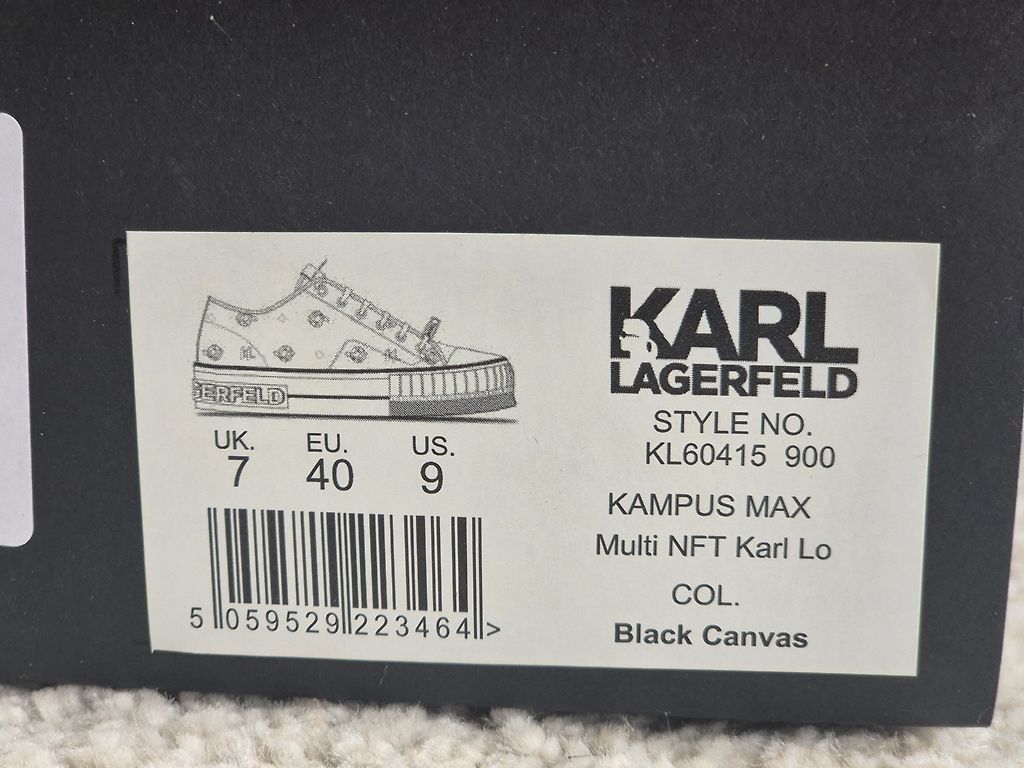 GERFELD
UK. EU. US.
7 40 9
5 059529 223464 >
KARL
LAGERFELD
STYLE NO.
KL60415 900
KAMPUS MAX
Multi NFT Karl Lo
COL.
Black Canvas